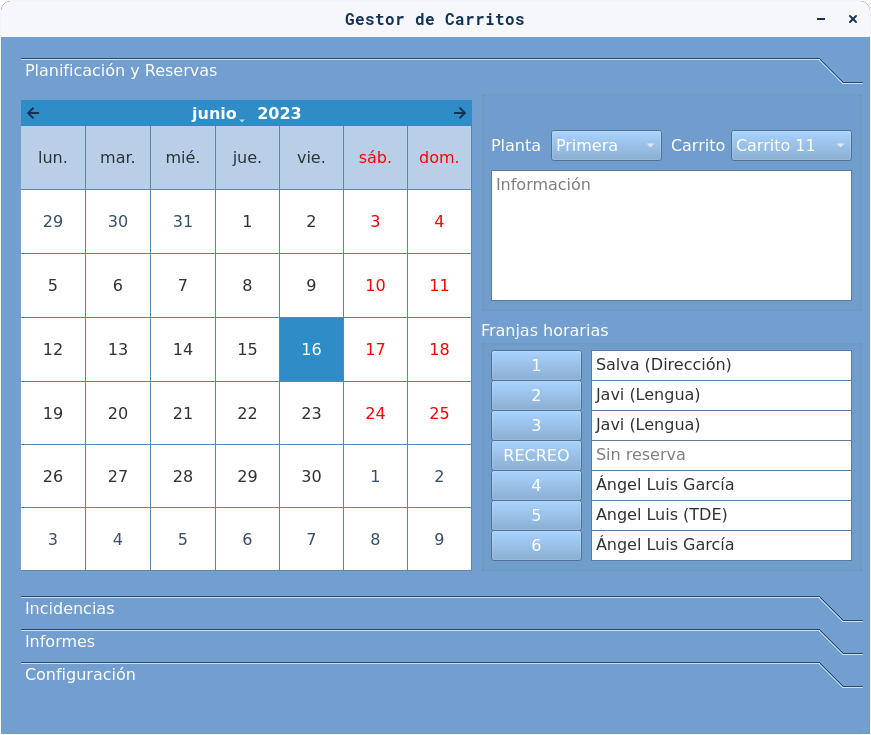 Gestor de Carritos
Planificación y Reservas
junio 2023
lun. mar. mié. jue. vie. sáb. dom.
29 30 31 1 2 3 4
5 6 7 8 9 10 11
12 13 14 15 16 17 18
19 20 21 22 23 24 25
26 27 28 29 30 1 2
3 4 5 6 7 8 9
Planta Primera Carrito Carrito 11
Información
Franjas horarias
1 Salva (Dirección)
2 Javi (Lengua)
3 Javi (Lengua)
RECREO Sin reserva
4 Ángel Luis García
5 Angel Luis (TDE)
6 Ángel Luis García
Incidencias
Informes
Configuración